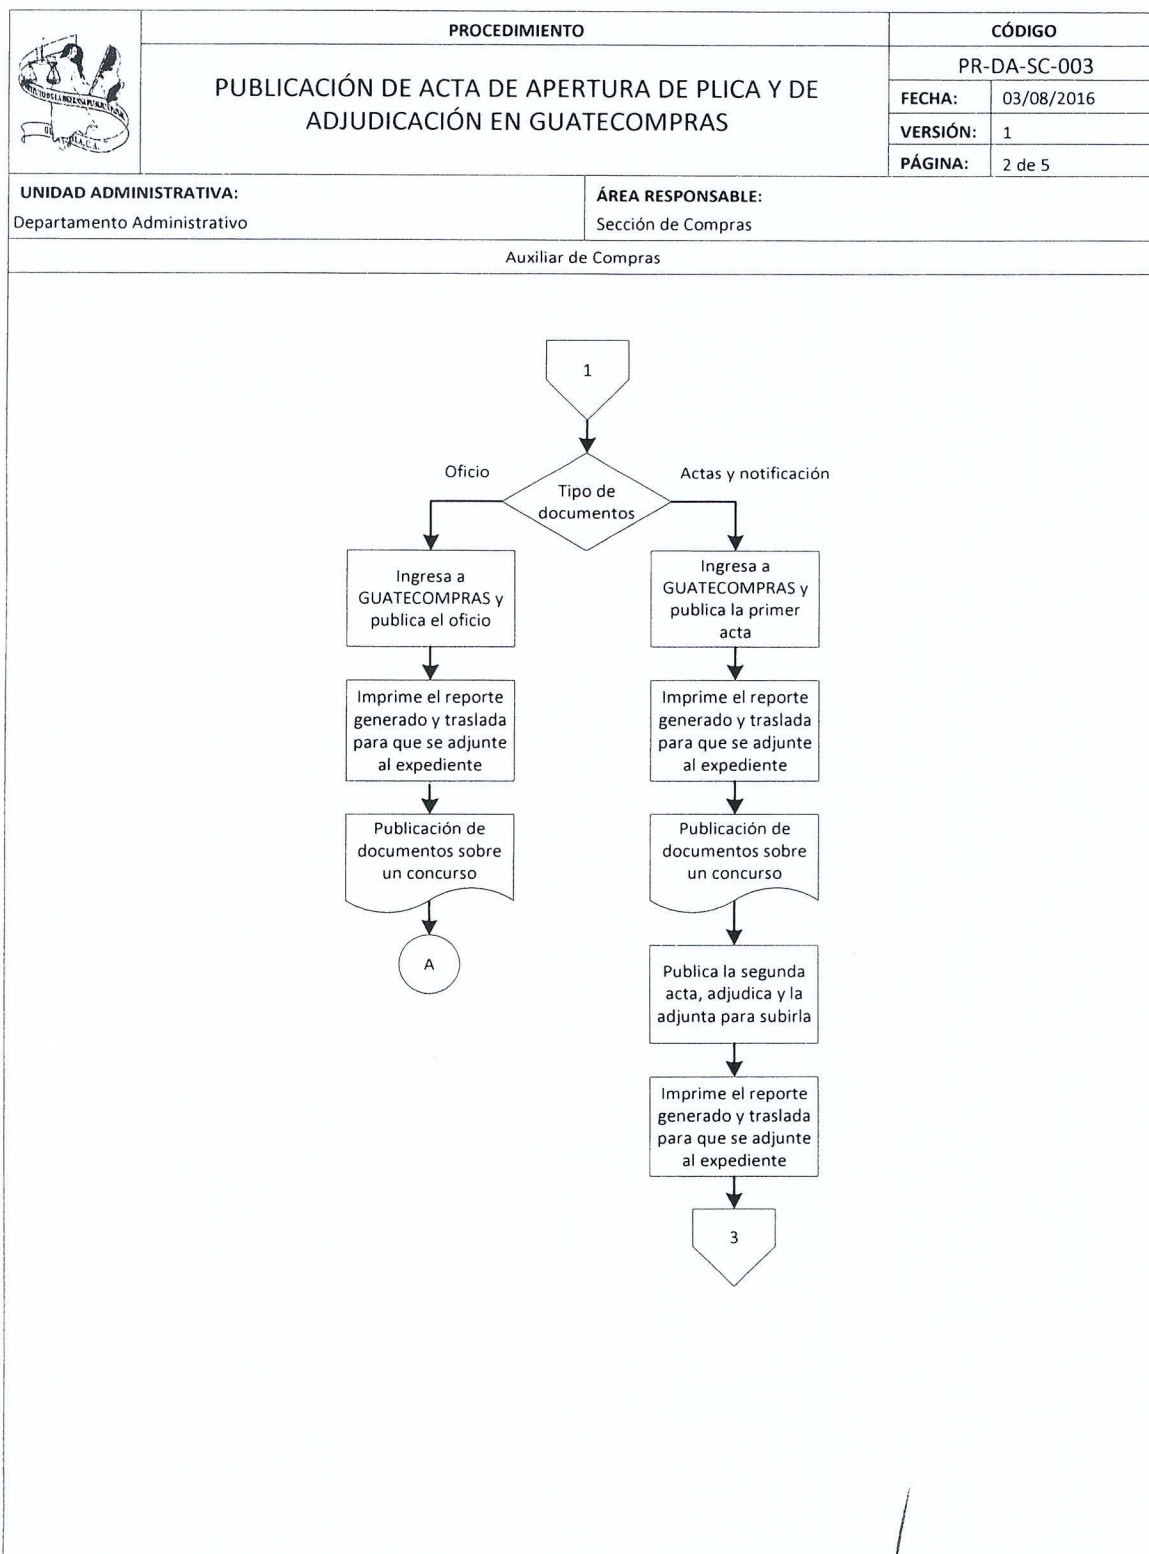 PROCEDIMIENTO
CÓDIGO
PUBLICACIÓN DE ACTA DE APERTURA DE PLICA Y DE
ADJUDICACIÓN EN GUATECOMPRAS
PR-DA-SC-003
FECHA: 03/08/2016
VERSIÓN: 1
PÁGINA: 2 de 5
UNIDAD ADMINISTRATIVA:
Departamento Administrativo
ÁREA RESPONSABLE:
Sección de Compras
Auxiliar de Compras
1
Tipo de
documentos
Oficio
Actas y notificación
Ingresa a
GUATECOMPRAS y
publica el oficio
Imprime el reporte
generado y traslada
para que se adjunte
al expediente
Publicación de
documentos sobre
un concurso
A
Ingresa a
GUATECOMPRAS y
publica la primer
acta
Imprime el reporte
generado y traslada
para que se adjunte
al expediente
Publicación de
documentos sobre
un concurso
Publica la segunda
acta, adjudica y la
adjunta para subirla
Imprime el reporte
generado y traslada
para que se adjunte
al expediente
3